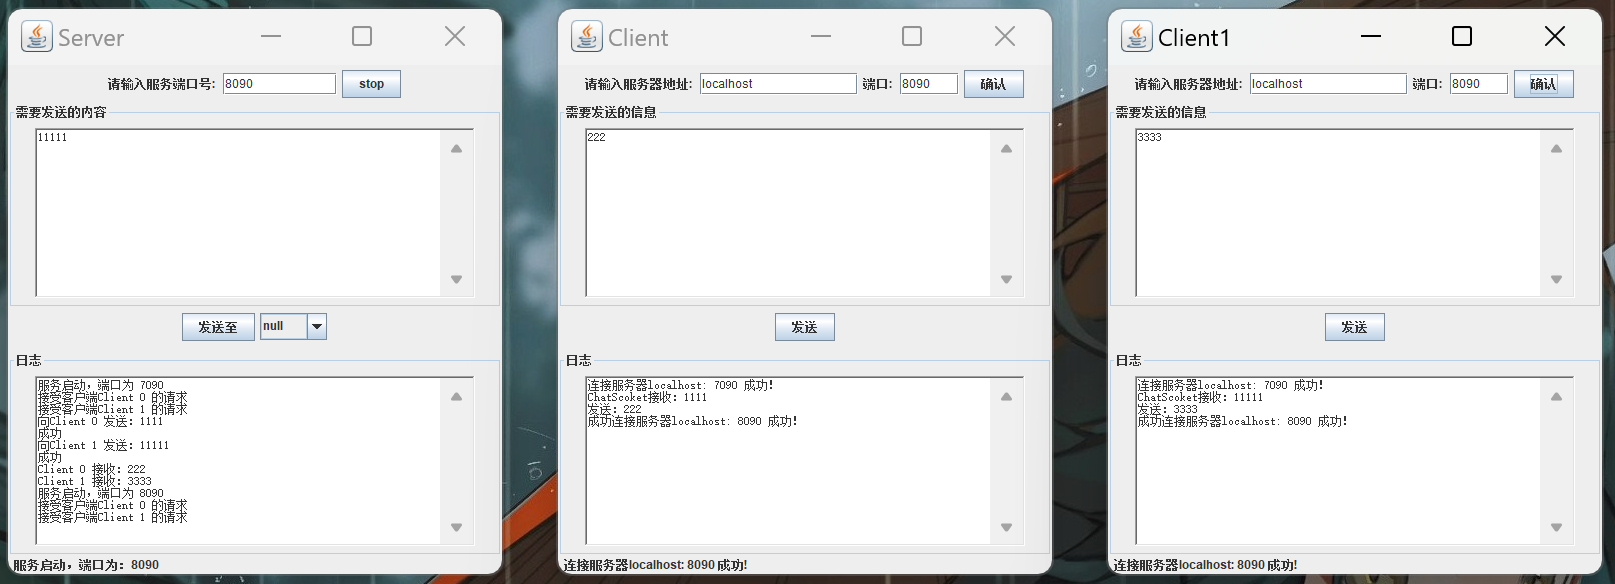 Server
请输入服务端口号: 8090 stop
需要发送的内容
11111
发送至 null
日志
服务启动，端口为 7090
接受客户端Client 0 的请求
接受客户端Client 1 的请求
向Client 0 发送：1111
成功
向Client 1 发送：11111
成功
Client 0 接收：222
Client 1 接收：3333
服务启动，端口为 8090
接受客户端Client 0 的请求
接受客户端Client 1 的请求
服务启动，端口为：8090
Client
请输入服务器地址: localhost 端口: 8090 确认
需要发送的信息
222
发送
日志
连接服务器localhost: 7090 成功!
ChatScoket接收：1111
发送：222
成功连接服务器localhost: 8090 成功!
连接服务器localhost: 8090 成功!
Client1
请输入服务器地址: localhost 端口: 8090 确认
需要发送的信息
3333
发送
日志
连接服务器localhost: 7090 成功!
ChatScoket接收：11111
发送：3333
成功连接服务器localhost: 8090 成功!
连接服务器localhost: 8090 成功!